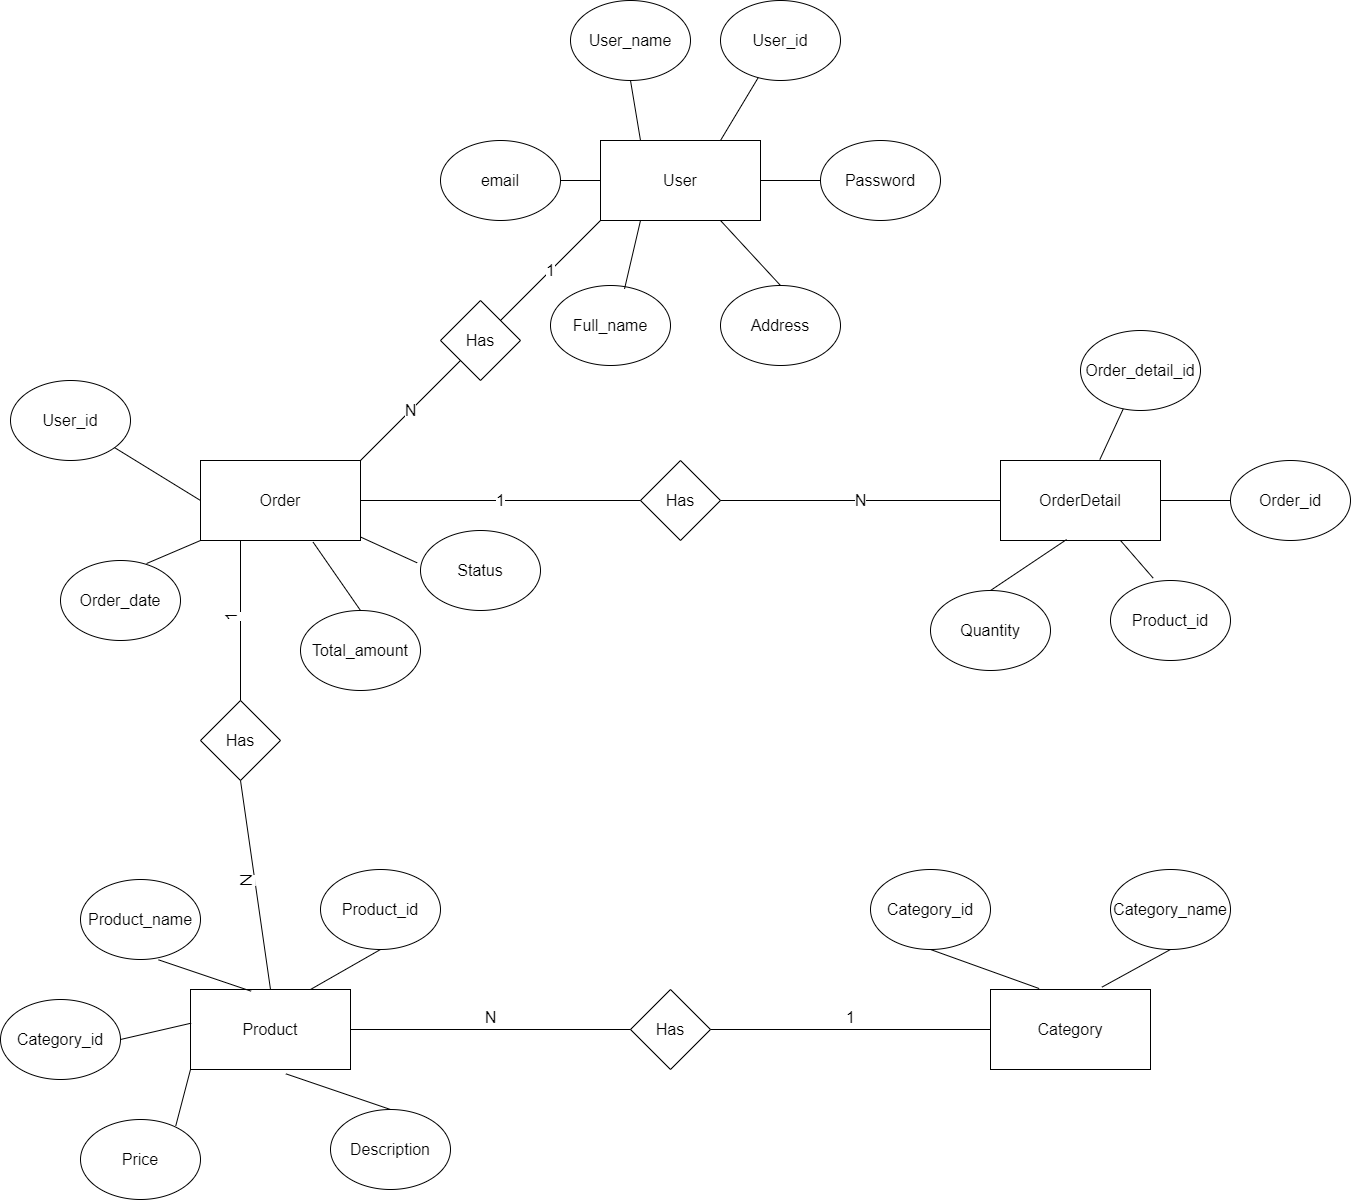 User_name
User_id
email
User
Password
1
Full_name
Address
Has
N
Order_detail_id
User_id
Order
1
Has
N
OrderDetail
Order_id
Status
Order_date
1
Total_amount
Quantity
Product_id
Has
N
Product_name
Product_id
Category_id
Category_name
Category_id
Product
N
Has
1
Category
Price
Description